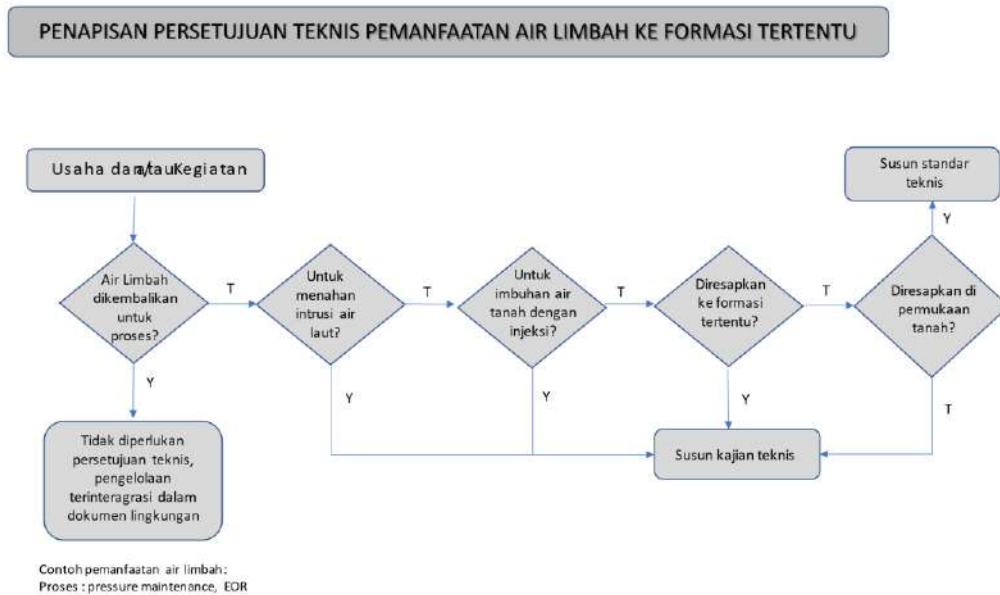 PENAPISAN PERSETUJUAN TEKNIS PEMANFAATAN AIR LIMBAH KE FORMASI TERTENTU
Usaha dan/atau Kegiatan
Susun standar
teknis
Y
Air Limbah
dikembalikan
untuk
proses?
T
Untuk
menahan
intrusi air
laut?
T
Untuk
imbuhan air
tanah dengan
injeksi?
T
Diresapkan
ke formasi
tertentu?
T
Diresapkan di
permukaan
tanah?
Y
Y
Y
Y
T
Tidak diperlukan
persetujuan teknis,
pengelolaan
terinteragrasi dalam
dokumen lingkungan
Susun kajian teknis
Contoh pemanfatan air limbah:
Proses : pressure maintenance, EOR